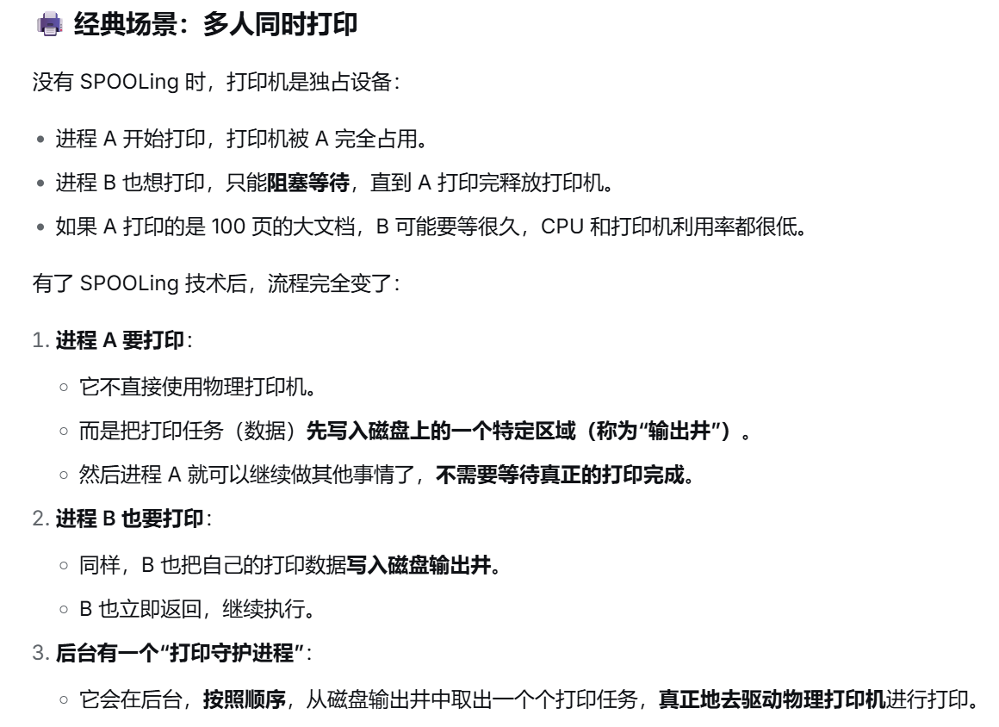 经典场景：多人同时打印
没有 SPOOLing 时，打印机是独占设备：
• 进程 A 开始打印，打印机被 A 完全占用。
• 进程 B 也想打印，只能阻塞等待，直到 A 打印完释放打印机。
• 如果 A 打印的是 100 页的大文档，B 可能要等很久，CPU 和打印机利用率都很低。
有了 SPOOLing 技术后，流程完全变了：
1. 进程 A 要打印：
○ 它不直接使用物理打印机。
○ 而是把打印任务（数据）先写入磁盘上的一个特定区域（称为“输出井”）。
○ 然后进程 A 就可以继续做其他事情了，不需要等待真正的打印完成。
2. 进程 B 也要打印：
○ 同样，B 也把自己的打印数据写入磁盘输出井。
○ B 也立即返回，继续执行。
3. 后台有一个“打印守护进程”：
○ 它会在后台，按照顺序，从磁盘输出井中取出一个个打印任务，真正地去驱动物理打印机进行打印。